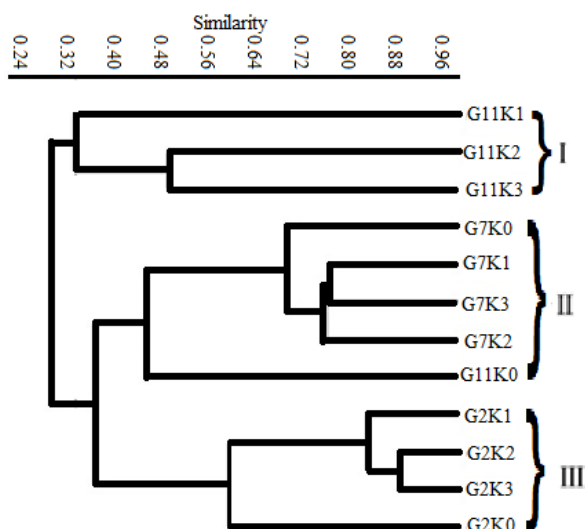 Similarity
0.24 0.32 0.40 0.48 0.56 0.64 0.72 0.80 0.88 0.96
G11K1
G11K2
I
G11K3
G7K0
G7K1
G7K3
II
G7K2
G11K0
G2K1
G2K2
III
G2K3
G2K0